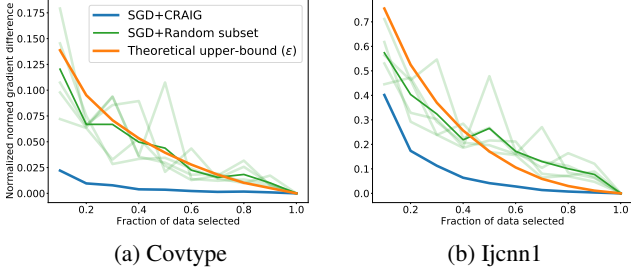 Normalized normed gradient difference
0.175
0.150
0.125
0.100
0.075
0.050
0.025
0.000
SGD+CRAIG
SGD+Random subset
Theoretical upper-bound (ε)
0.2 0.4 0.6 0.8 1.0
Fraction of data selected
(a) Covtype
0.7
0.6
0.5
0.4
0.3
0.2
0.1
0.0
0.2 0.4 0.6 0.8 1.0
Fraction of data selected
(b) Ijcnn1